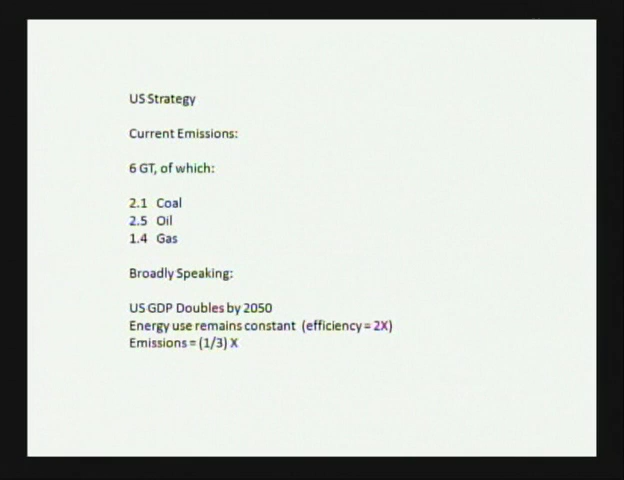 US Strategy
Current Emissions:
6 GT, of which:
2.1 Coal
2.5 Oil
1.4 Gas
Broadly Speaking:
US GDP Doubles by 2050
Energy use remains constant (efficiency = 2X)
Emissions = (1/3) X